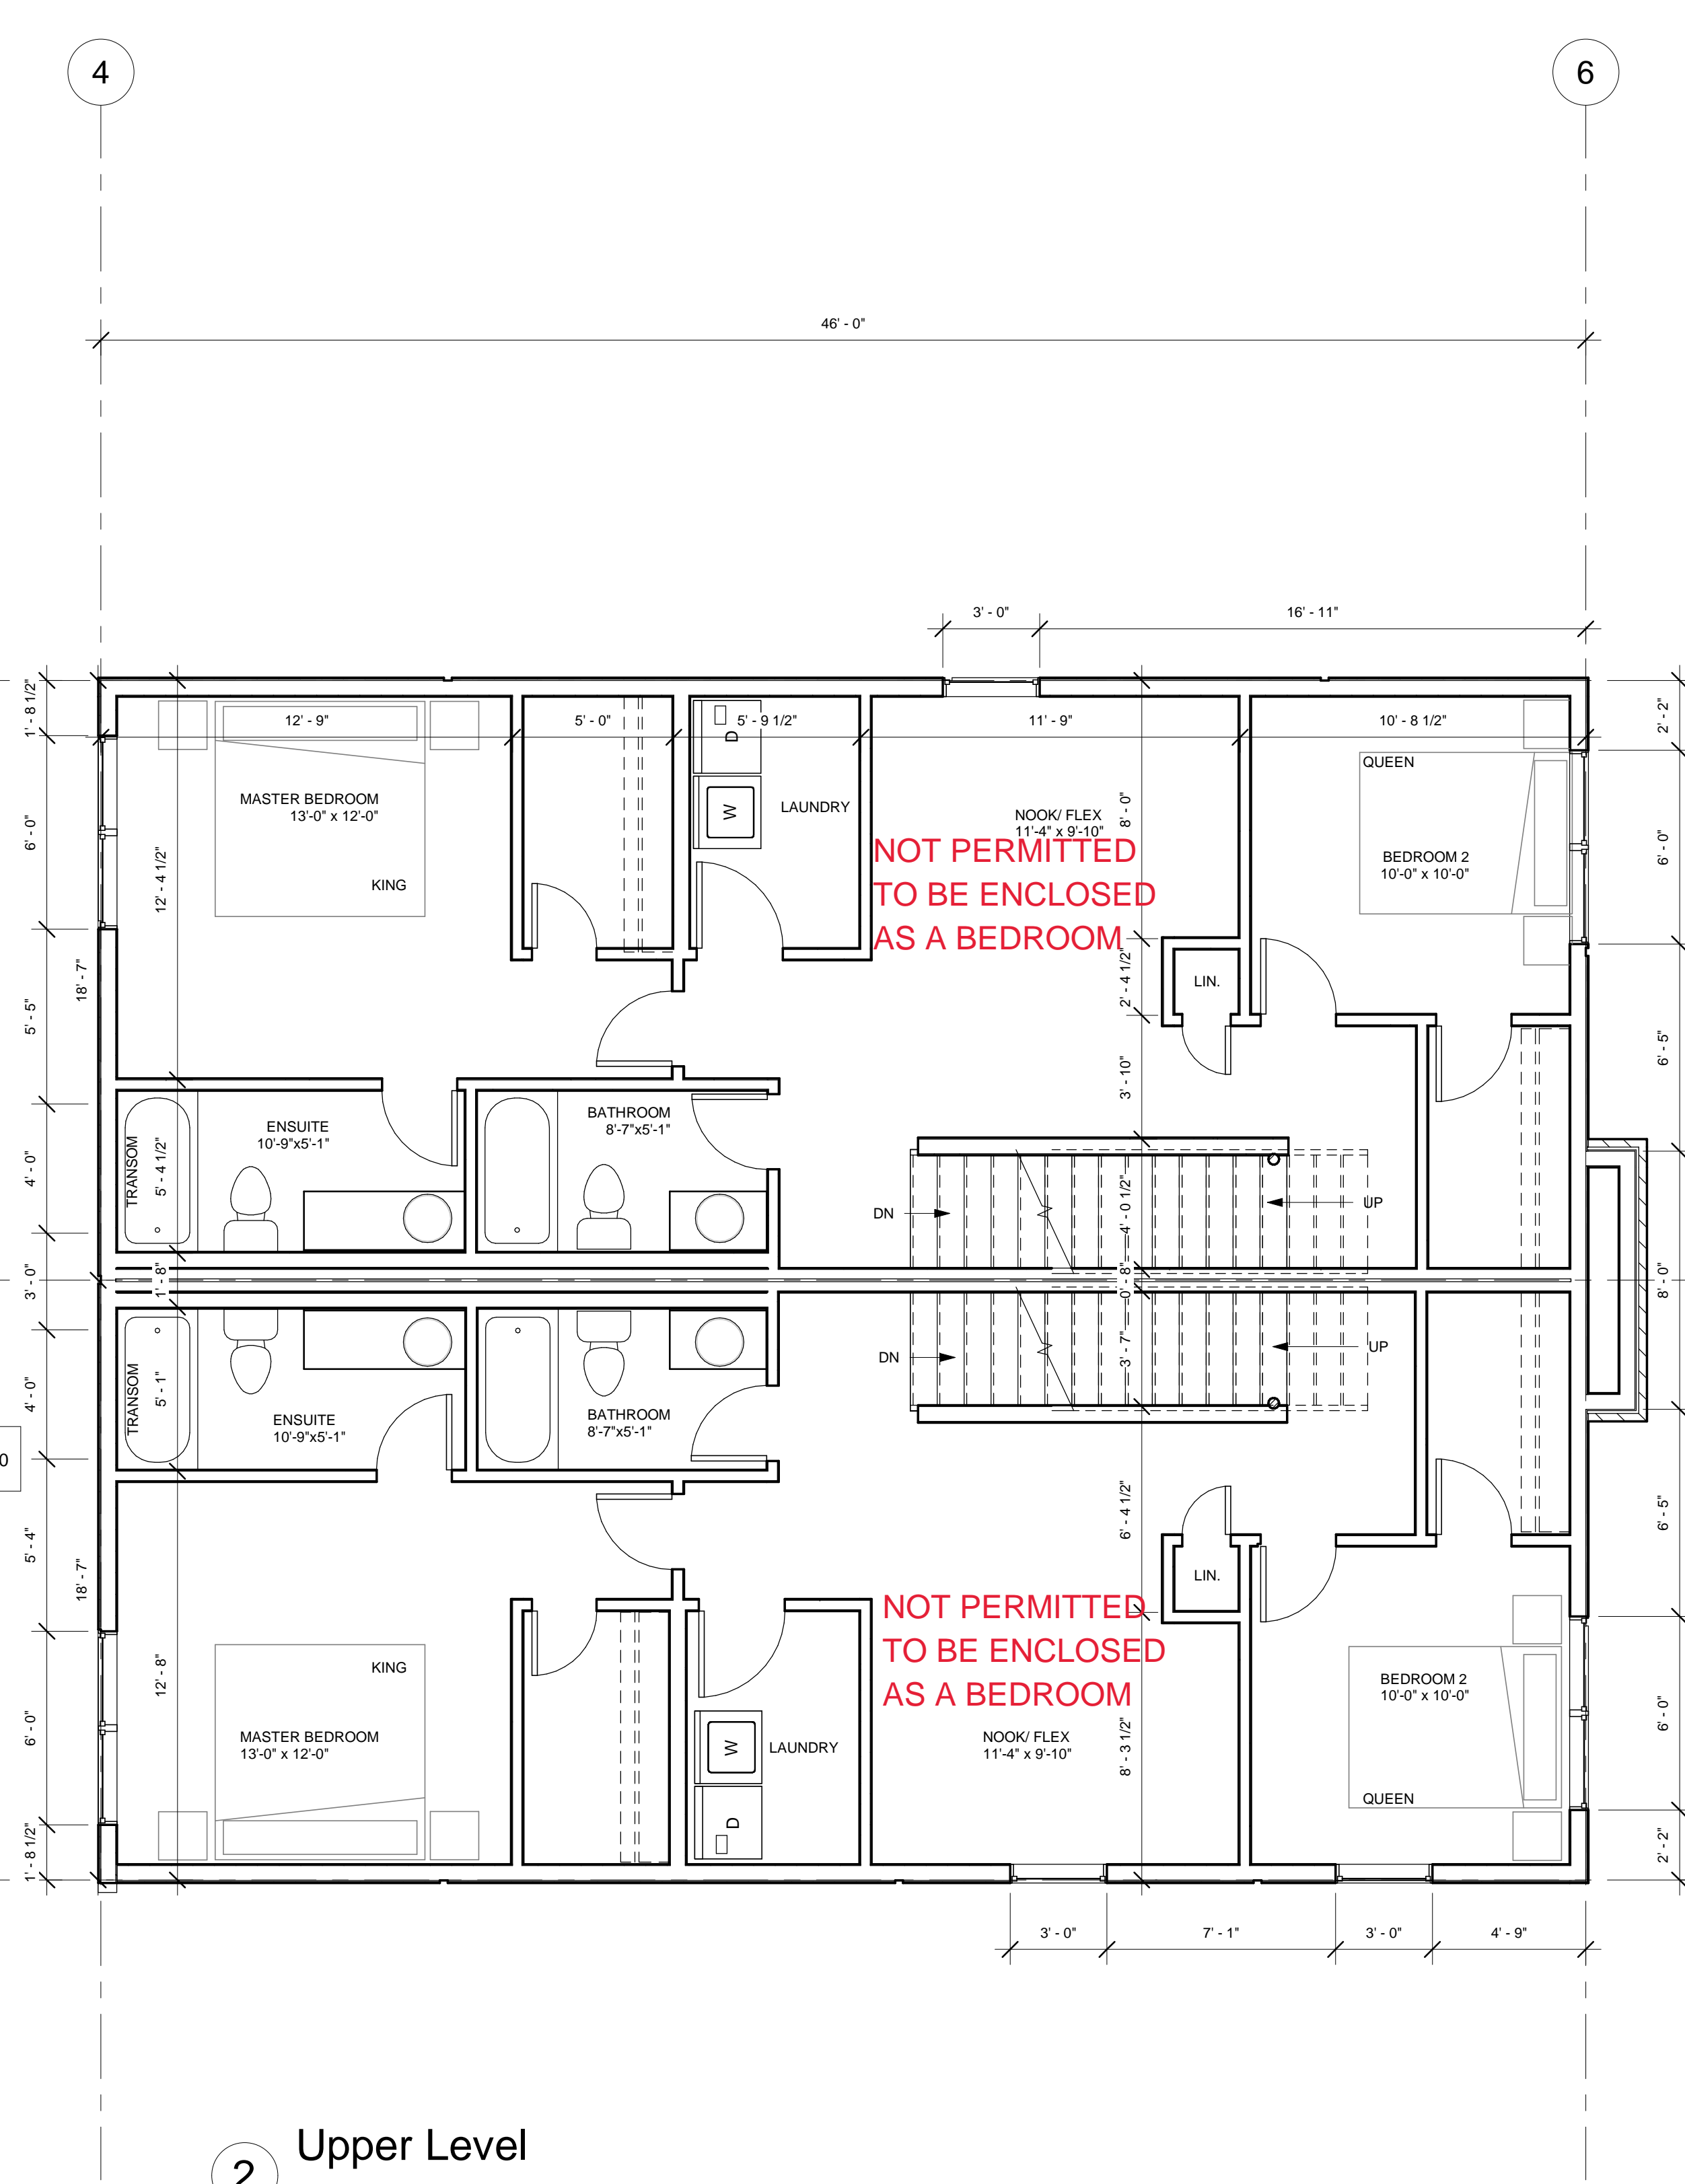 4
6
46' - 0"
3' - 0"
16' - 11"
1' - 8 1/2"
2' - 2"
12' - 9"
5' - 0"
5' - 9 1/2"
11' - 9"
10' - 8 1/2"
D
QUEEN
MASTER BEDROOM
13'-0" x 12'-0"
W
LAUNDRY
NOOK/ FLEX
11'-4" x 9'-10"
8' - 0"
6' - 0"
6' - 0"
NOT PERMITTED
TO BE ENCLOSED
AS A BEDROOM
BEDROOM 2
10'-0" x 10'-0"
12' - 4 1/2"
KING
18' - 7"
2' - 4 1/2"
LIN.
5' - 5"
6' - 5"
3' - 10"
ENSUITE
10'-9"x5'-1"
BATHROOM
8'-7"x5'-1"
4' - 0"
TRANSOM
5' - 4 1/2"
DN
4' - 0 1/2"
UP
3' - 0"
1' - 8"
0' - 8"
8' - 0"
4' - 0"
TRANSOM
5' - 1"
DN
3' - 7"
UP
ENSUITE
10'-9"x5'-1"
BATHROOM
8'-7"x5'-1"
0
5' - 4"
18' - 7"
6' - 4 1/2"
6' - 5"
LIN.
NOT PERMITTED
TO BE ENCLOSED
AS A BEDROOM
12' - 8"
KING
BEDROOM 2
10'-0" x 10'-0"
6' - 0"
MASTER BEDROOM
13'-0" x 12'-0"
W
LAUNDRY
NOOK/ FLEX
11'-4" x 9'-10"
8' - 3 1/2"
6' - 0"
QUEEN
D
1' - 8 1/2"
2' - 2"
3' - 0"
7' - 1"
3' - 0"
4' - 9"
2
Upper Level